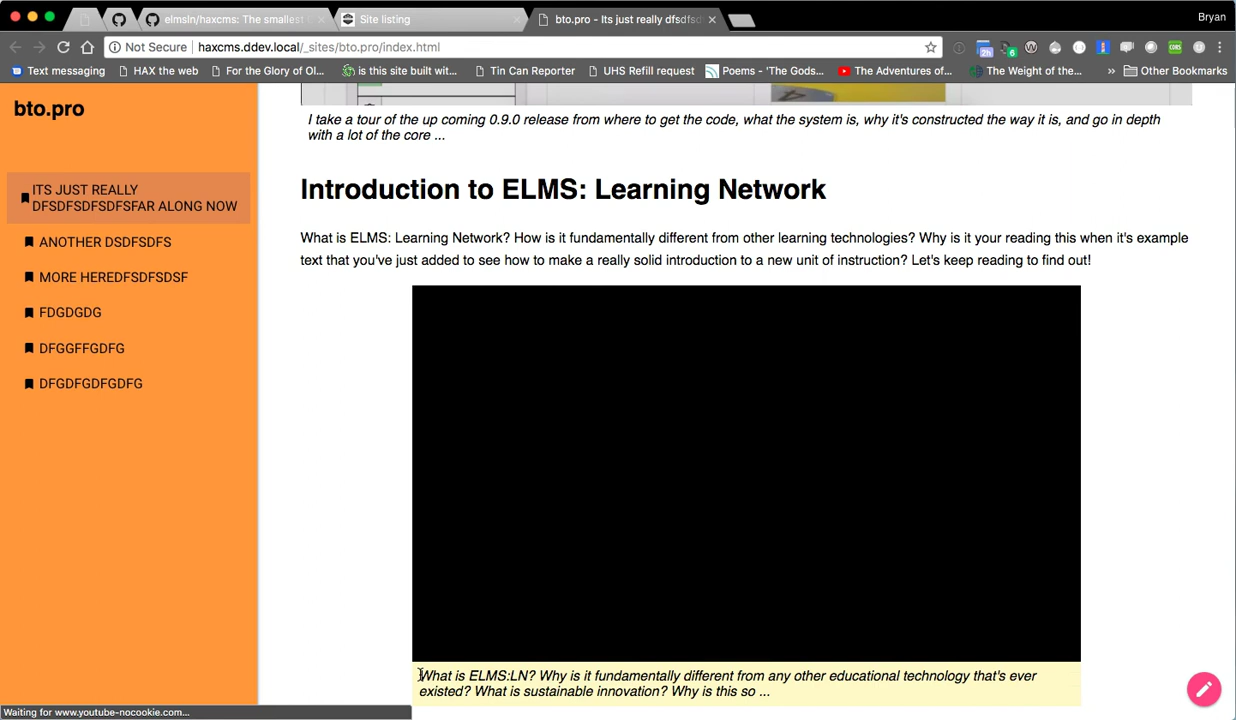 Bryan
elmsln/haxcms: The smallest
Site listing
bto.pro - Its just really dfsdfsd
Not Secure haxcms.ddev.local/_sites/bto.pro/index.html
2h
6
CORS
Text messaging HAX the web For the Glory of Ol... is this site built wit... Tin Can Reporter UHS Refill request Poems - 'The Gods... The Adventures of... The Weight of the... » Other Bookmarks
bto.pro
ITS JUST REALLY
DFSDFSDFSDFSFAR ALONG NOW
ANOTHER DSDFSDFS
MORE HEREDFSDFSDSF
FDGDGDG
DFGGFFGDFG
DFGDFGDFGDFG
I take a tour of the up coming 0.9.0 release from where to get the code, what the system is, why it's constructed the way it is, and go in depth
with a lot of the core ...
Introduction to ELMS: Learning Network
What is ELMS: Learning Network? How is it fundamentally different from other learning technologies? Why is it your reading this when it's example
text that you've just added to see how to make a really solid introduction to a new unit of instruction? Let's keep reading to find out!
What is ELMS:LN? Why is it fundamentally different from any other educational technology that's ever
existed? What is sustainable innovation? Why is this so ...
Waiting for www.youtube-nocookie.com...